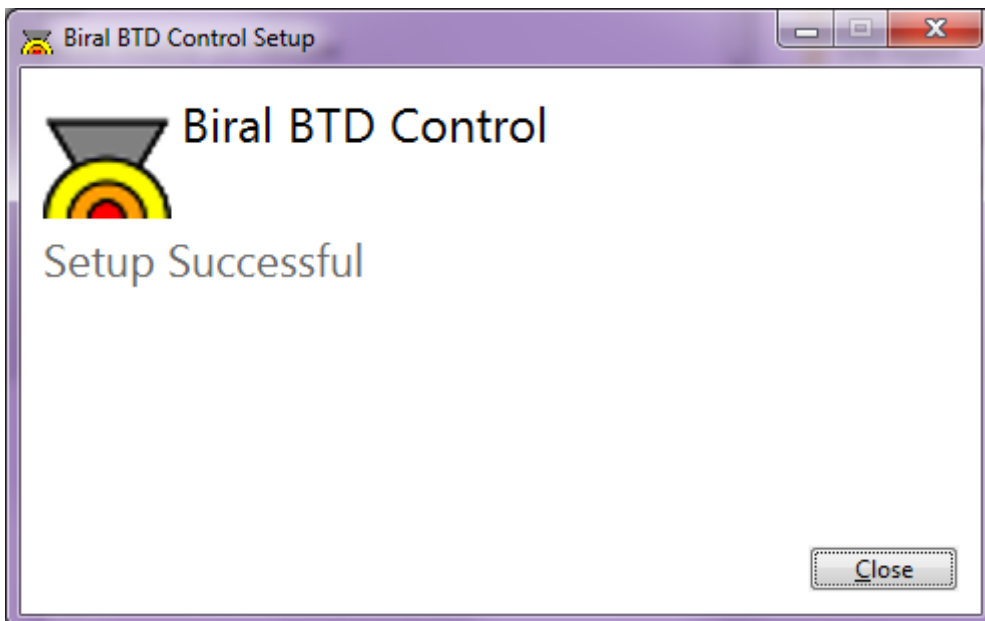 Biral BTD Control Setup
Biral BTD Control
Setup Successful
Close